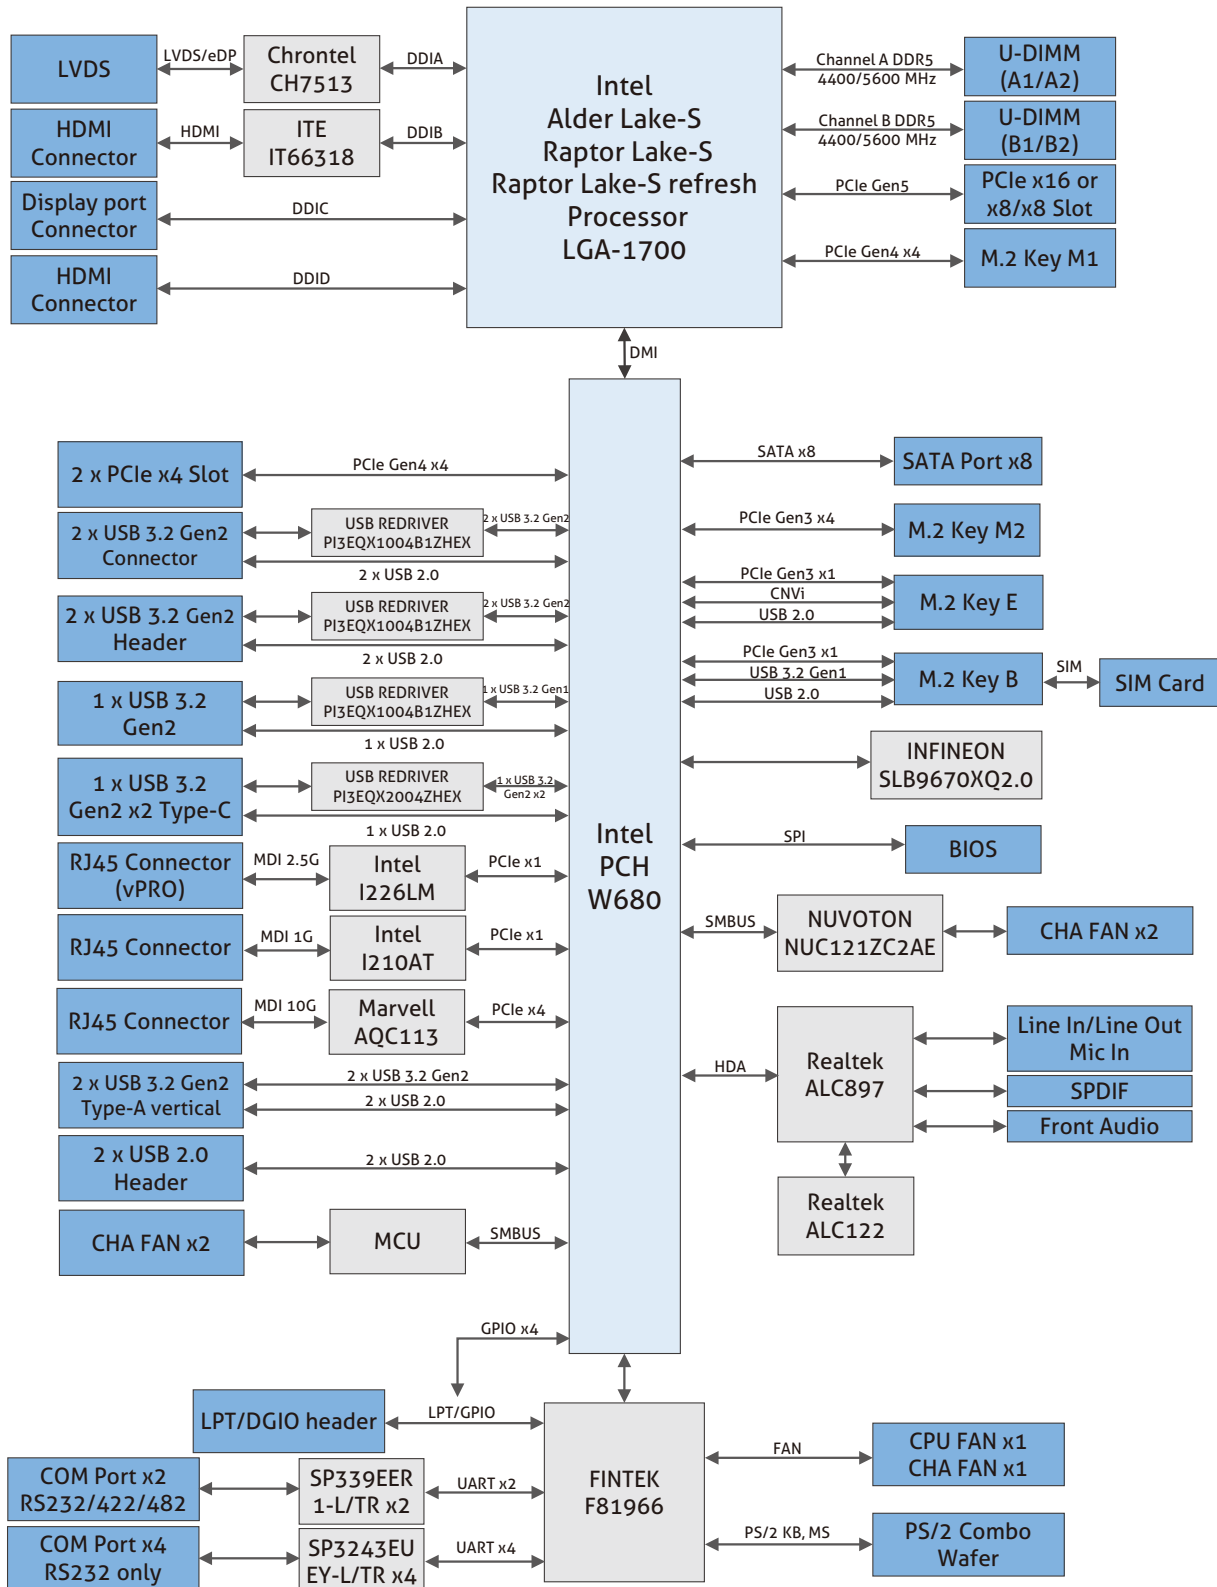 LVDS
LVDS/eDP
Chrontel
CH7513
DDIA
HDMI
Connector
HDMI
ITE
IT66318
DDIB
Display port
Connector
DDIC
HDMI
Connector
DDID
Intel
Alder Lake-S
Raptor Lake-S
Raptor Lake-S refresh
Processor
LGA-1700
Channel A DDR5
4400/5600 MHz
U-DIMM
(A1/A2)
Channel B DDR5
4400/5600 MHz
U-DIMM
(B1/B2)
PCIe Gen5
PCIe x16 or
x8/x8 Slot
PCIe Gen4 x4
M.2 Key M1
DMI
2 x PCIe x4 Slot
PCIe Gen4 x4
2 x USB 3.2 Gen2
Connector
USB REDRIVER
PI3EQX1004B1ZHEX
2 x USB 3.2 Gen2
2 x USB 2.0
2 x USB 3.2 Gen2
Header
USB REDRIVER
PI3EQX1004B1ZHEX
2 x USB 3.2 Gen2
2 x USB 2.0
1 x USB 3.2
Gen2
USB REDRIVER
PI3EQX1004B1ZHEX
1 x USB 3.2 Gen1
1 x USB 2.0
1 x USB 3.2
Gen2 x2 Type-C
USB REDRIVER
PI3EQX2004ZHEX
1 x USB 3.2
Gen2 x2
1 x USB 2.0
RJ45 Connector
(vPRO)
MDI 2.5G
Intel
I226LM
PCIe x1
RJ45 Connector
MDI 1G
Intel
I210AT
PCIe x1
RJ45 Connector
MDI 10G
Marvell
AQC113
PCIe x4
2 x USB 3.2 Gen2
Type-A vertical
2 x USB 3.2 Gen2
2 x USB 2.0
2 x USB 2.0
Header
2 x USB 2.0
CHA FAN x2
MCU
SMBUS
Intel
PCH
W680
SATA x8
SATA Port x8
PCIe Gen3 x4
M.2 Key M2
PCIe Gen3 x1
CNVi
USB 2.0
M.2 Key E
PCIe Gen3 x1
USB 3.2 Gen1
USB 2.0
M.2 Key B
SIM
SIM Card
INFINEON
SLB9670XQ2.0
SPI
BIOS
SMBUS
NUVOTON
NUC121ZC2AE
CHA FAN x2
HDA
Realtek
ALC897
Line In/Line Out
Mic In
SPDIF
Front Audio
Realtek
ALC122
GPIO x4
LPT/DGIO header
LPT/GPIO
COM Port x2
RS232/422/482
SP339EER
1-L/TR x2
UART x2
COM Port x4
RS232 only
SP3243EU
EY-L/TR x4
UART x4
FINTEK
F81966
FAN
CPU FAN x1
CHA FAN x1
PS/2 KB, MS
PS/2 Combo
Wafer